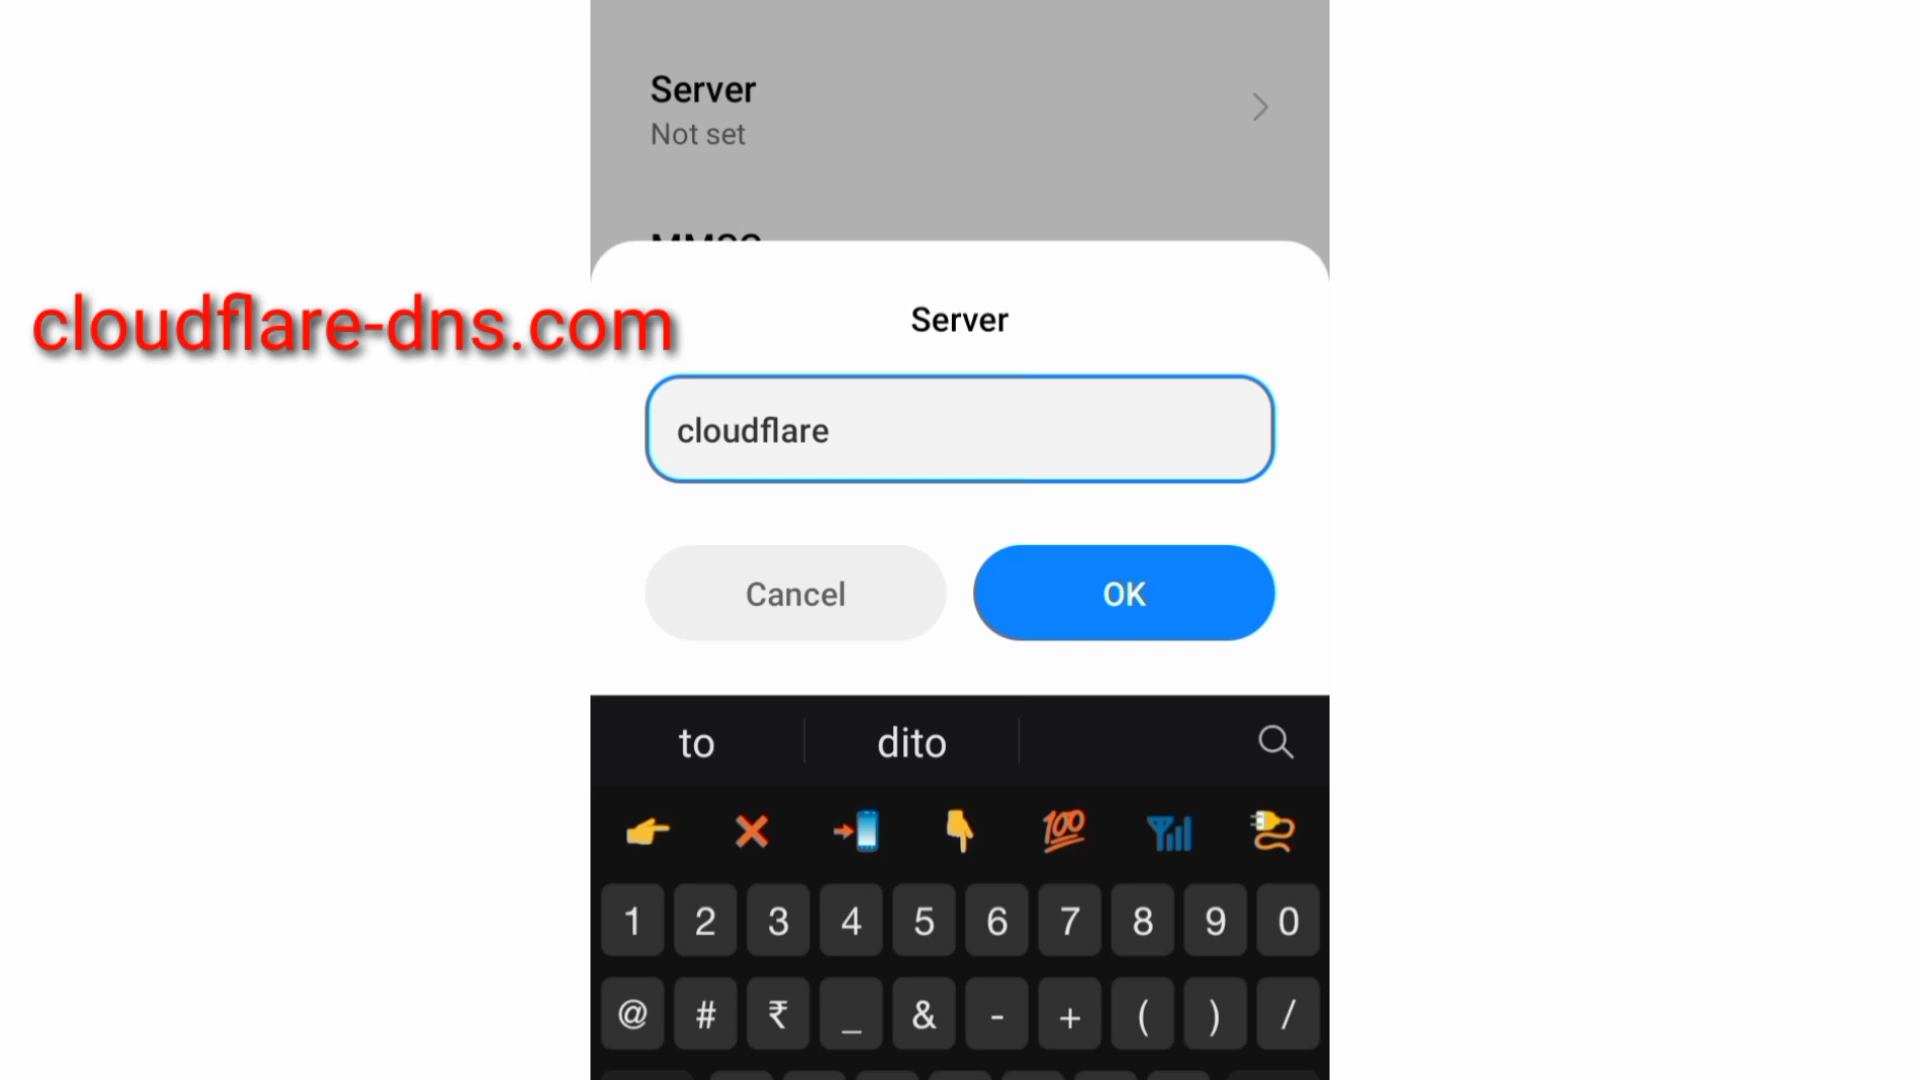 Server
Not set
MMSC
cloudflare-dns.com
Server
cloudflare
Cancel
OK
to
dito
1 2 3 4 5 6 7 8 9 0
@ # ₹ _ & - + ( ) /